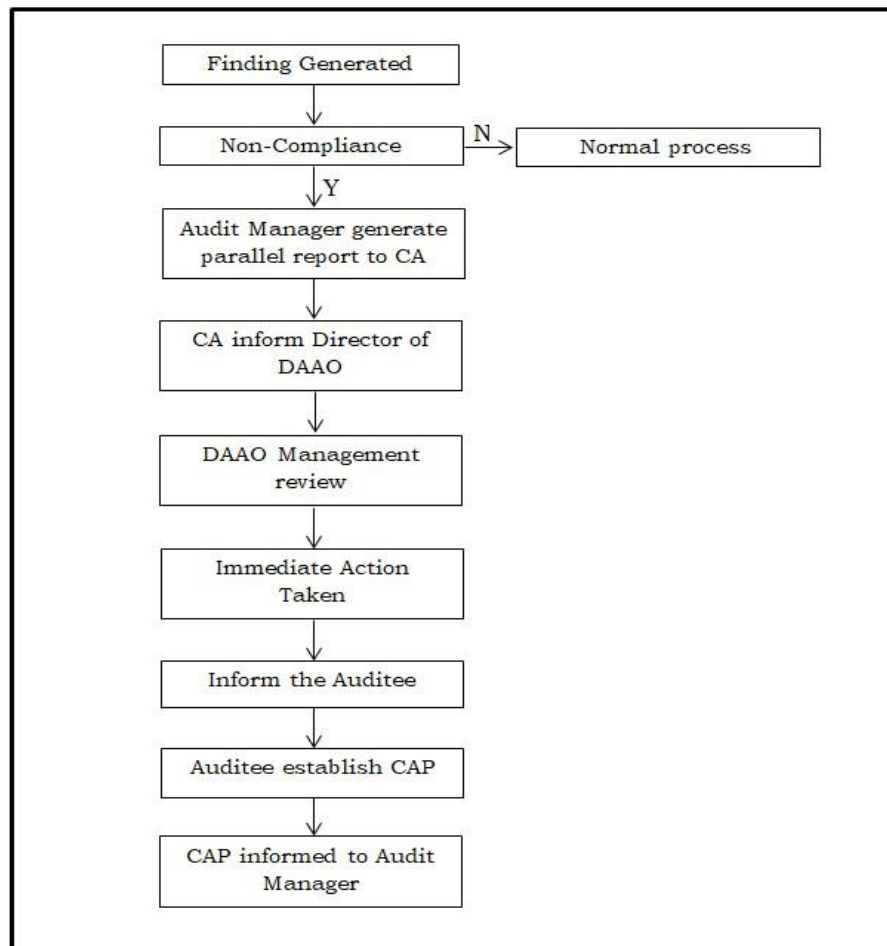 Finding Generated
Non-Compliance
N
Normal process
Y
Audit Manager generate
parallel report to CA
CA inform Director of
DAAO
DAAO Management
review
Immediate Action
Taken
Inform the Auditee
Auditee establish CAP
CAP informed to Audit
Manager